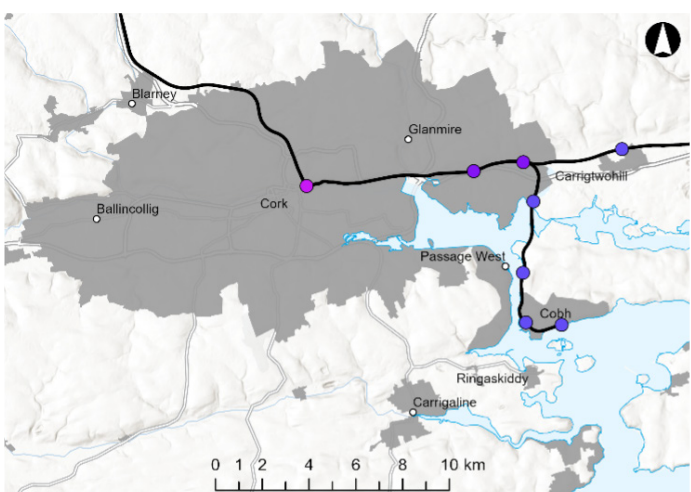 Blarney
Glanmire
Carrigtwohill
Cork
Ballincollig
Passage West
Cobh
Ringaskiddy
Carrigaline
0 1 2 4 6 8 10 km